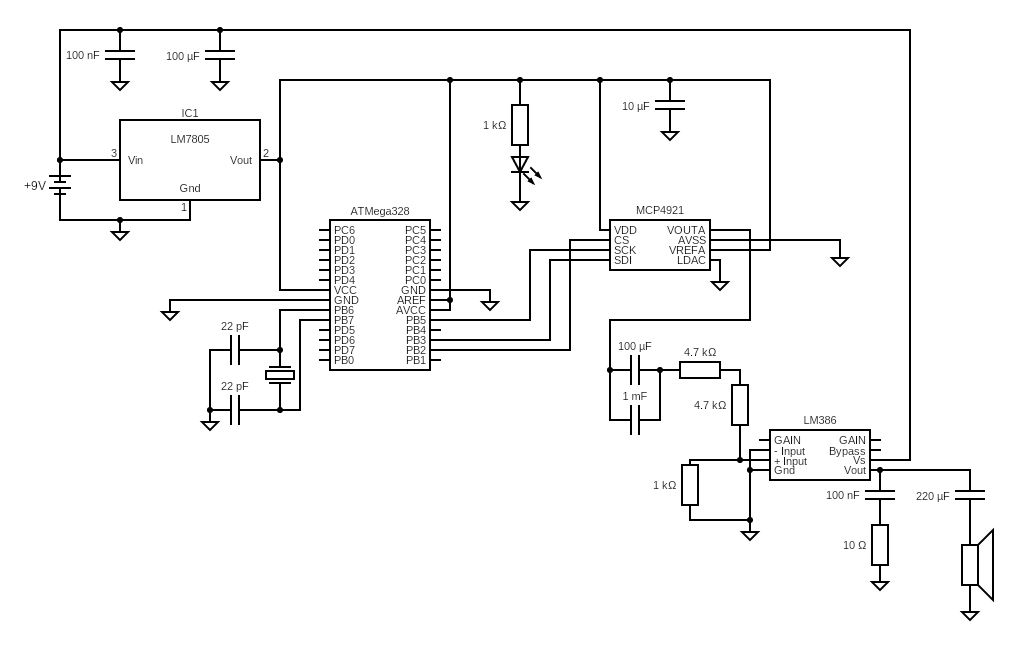 100 nF
100 µF
IC1
LM7805
3
Vin
Vout
2
Gnd
1
+9V
1 kΩ
10 µF
ATMega328
PC6
PD0
PD1
PD2
PD3
PD4
VCC
GND
PB6
PB7
PD5
PD6
PD7
PB0
PC5
PC4
PC3
PC2
PC1
PC0
GND
AREF
AVCC
PB5
PB4
PB3
PB2
PB1
MCP4921
VDD
CS
SCK
SDI
VOUTA
AVSS
VREFA
LDAC
22 pF
22 pF
100 µF
4.7 kΩ
1 mF
4.7 kΩ
1 kΩ
LM386
GAIN
- Input
+ Input
Gnd
GAIN
Bypass
Vs
Vout
100 nF
220 µF
10 Ω